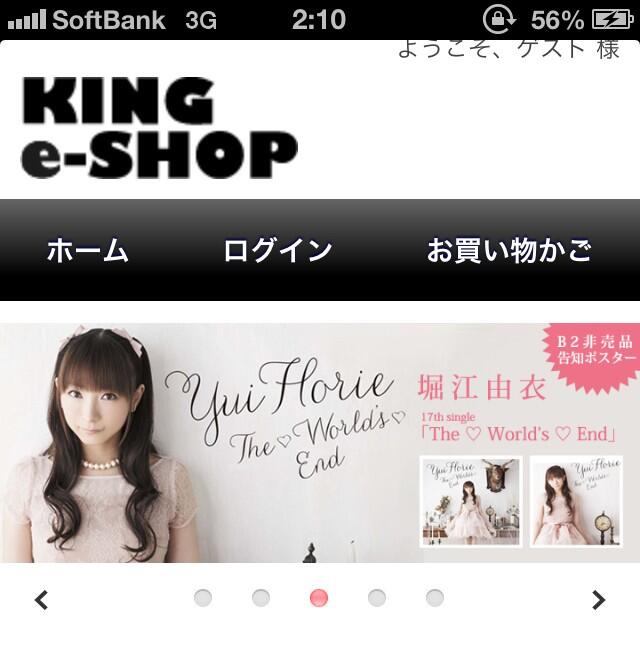 SoftBank 3G 2:10 56%
ようこそ、ゲスト 様
KING
e-SHOP
ホーム ログイン お買い物かご
B2非売品
告知ポスター
Yui Horie
The ♡ World's ♡
End
堀江由衣
17th single
「The ♡ World's ♡ End」
Yui Horie
The ♡ World's ♡
End
Yui Horie
The ♡ World's ♡
End